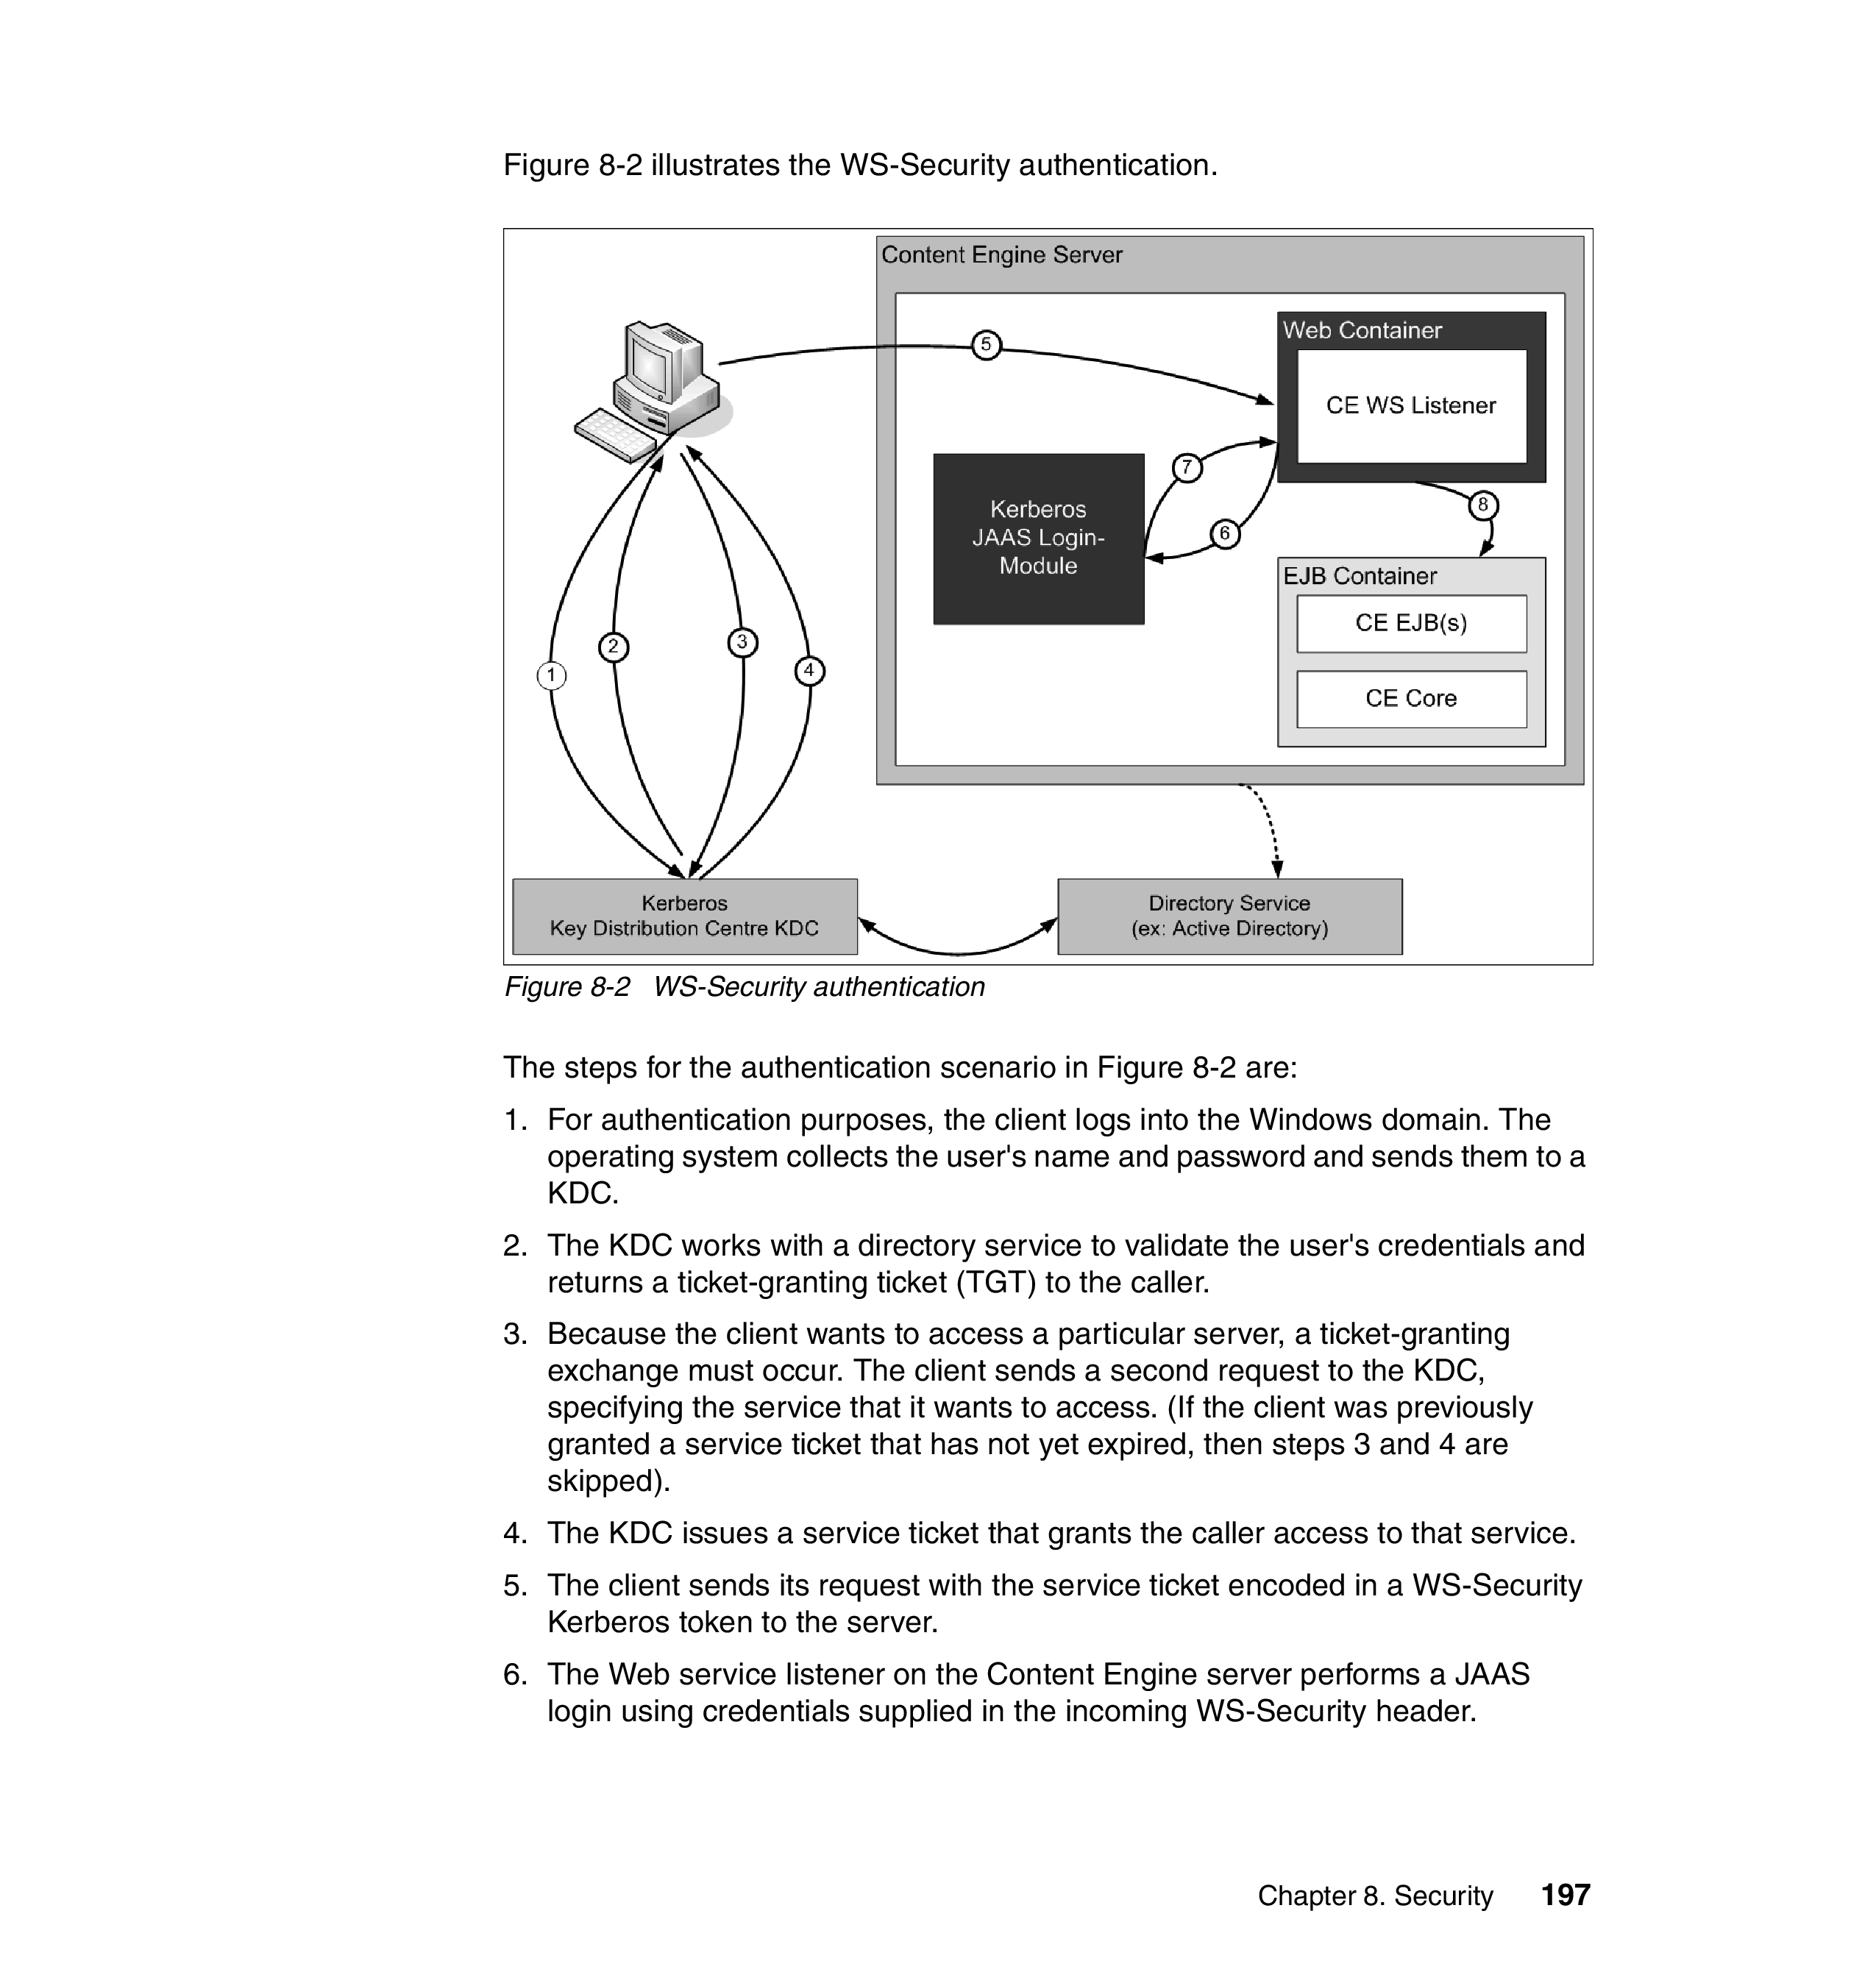 Figure 8-2 illustrates the WS-Security authentication.
Content Engine Server
Web Container
CE WS Listener
5
7
6
8
Kerberos
JAAS Login-
Module
EJB Container
CE EJB(s)
CE Core
1
2
3
4
Kerberos
Key Distribution Centre KDC
Directory Service
(ex: Active Directory)
Figure 8-2 WS-Security authentication
The steps for the authentication scenario in Figure 8-2 are:
1. For authentication purposes, the client logs into the Windows domain. The
operating system collects the user's name and password and sends them to a
KDC.
2. The KDC works with a directory service to validate the user's credentials and
returns a ticket-granting ticket (TGT) to the caller.
3. Because the client wants to access a particular server, a ticket-granting
exchange must occur. The client sends a second request to the KDC,
specifying the service that it wants to access. (If the client was previously
granted a service ticket that has not yet expired, then steps 3 and 4 are
skipped).
4. The KDC issues a service ticket that grants the caller access to that service.
5. The client sends its request with the service ticket encoded in a WS-Security
Kerberos token to the server.
6. The Web service listener on the Content Engine server performs a JAAS
login using credentials supplied in the incoming WS-Security header.
Chapter 8. Security 197